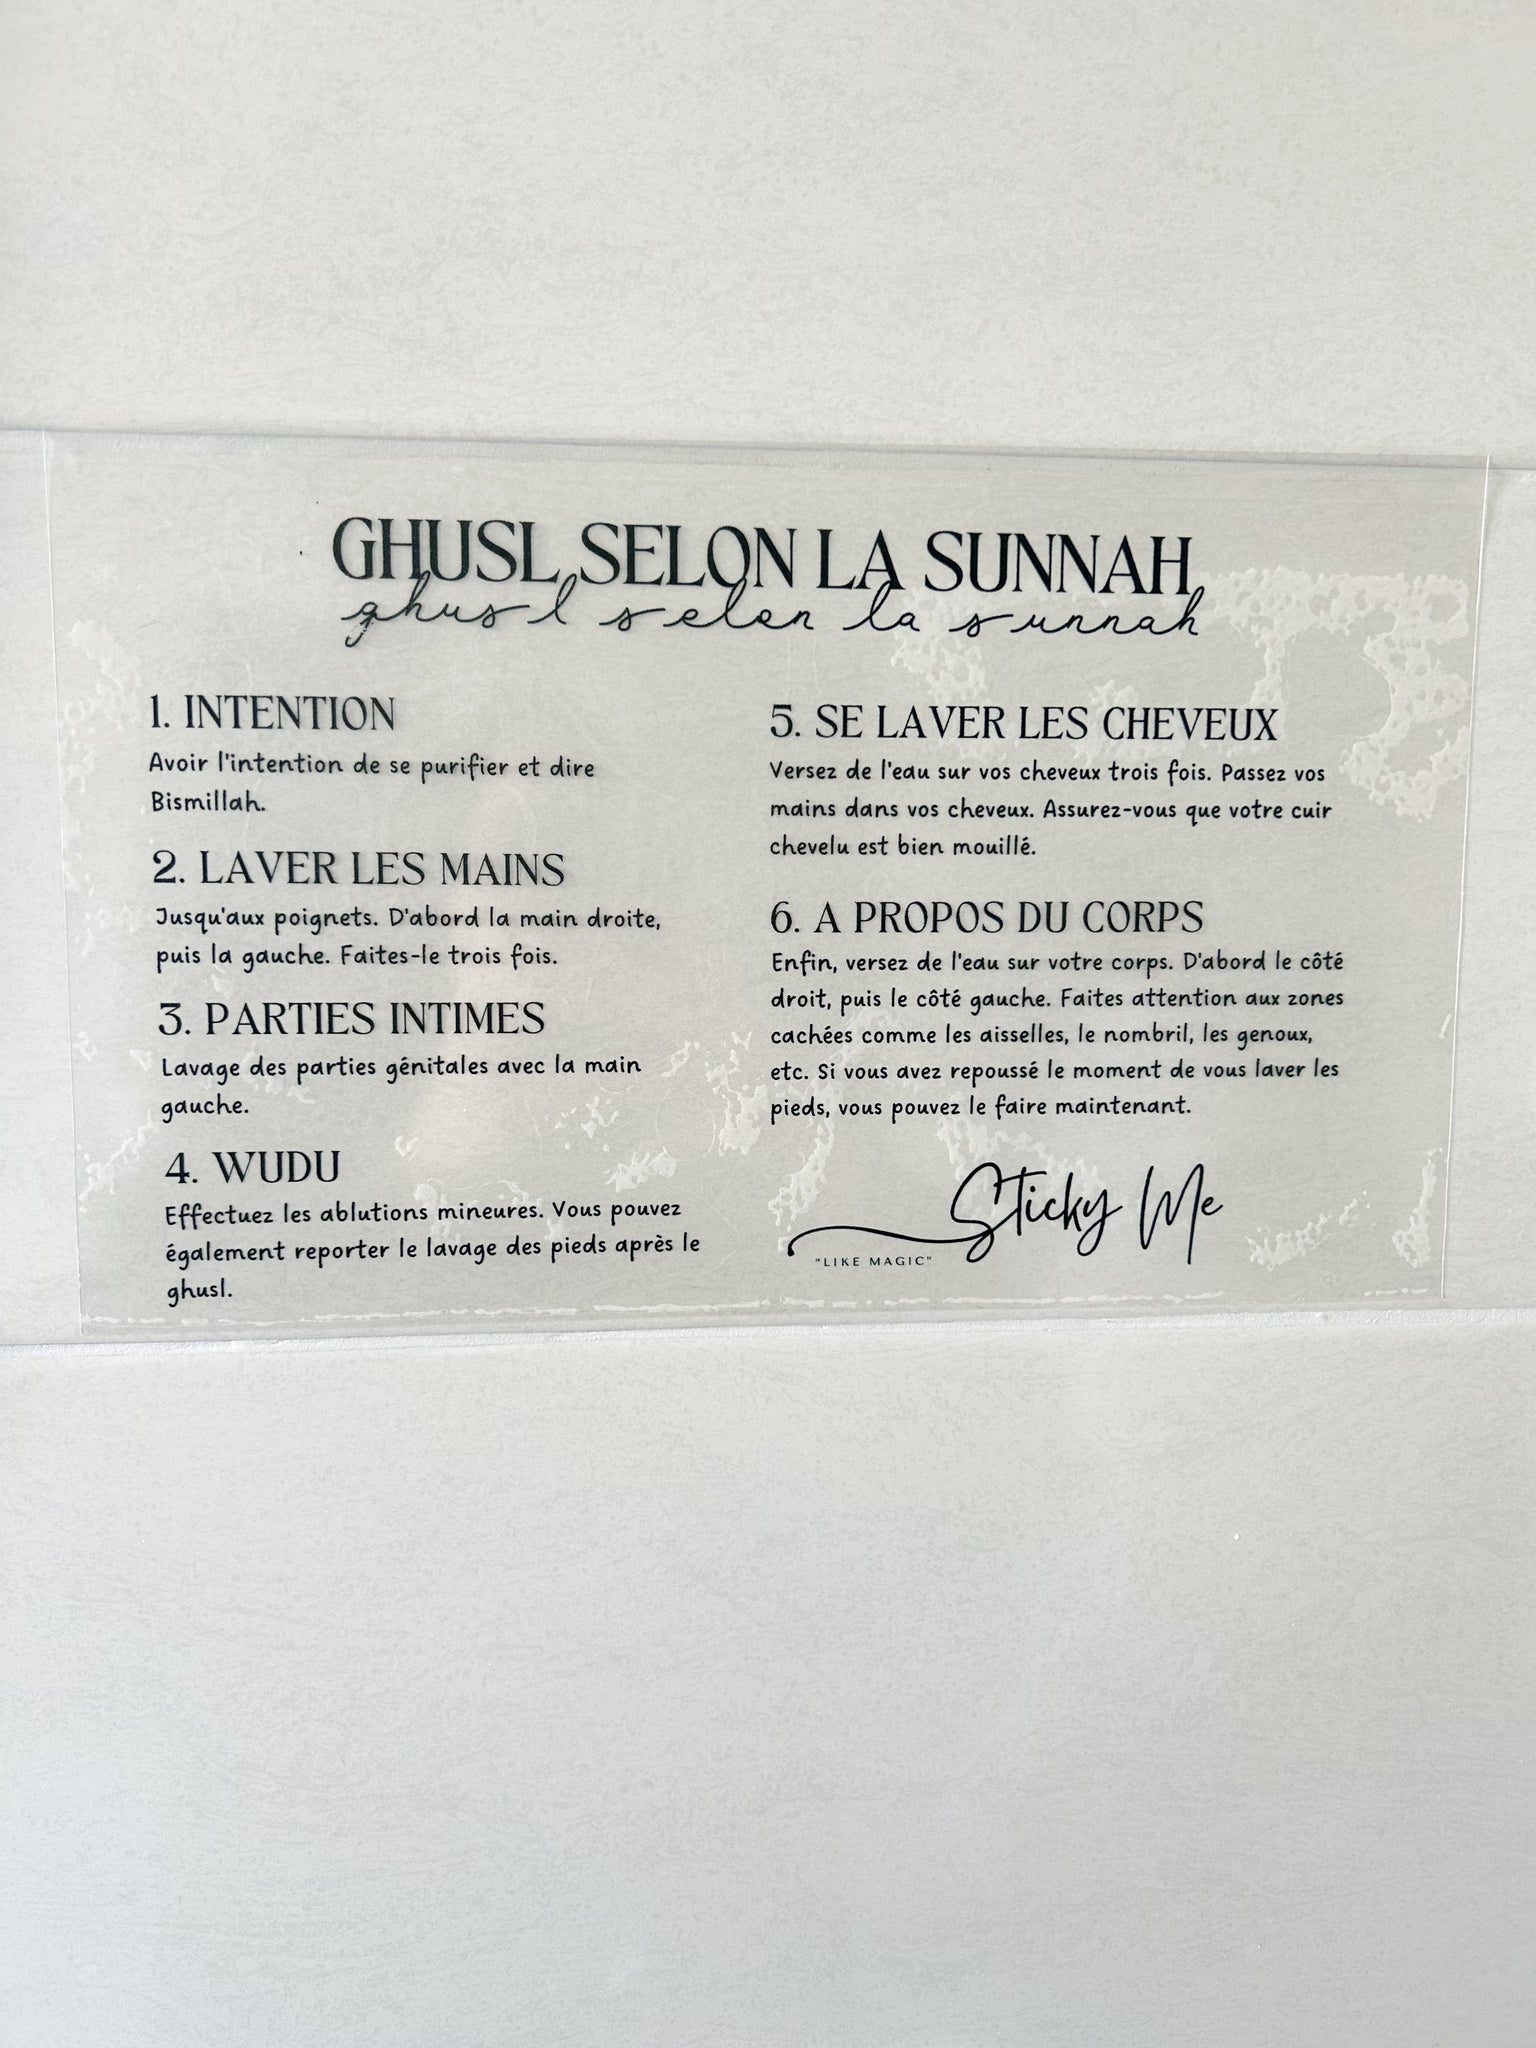 GHUSL SELON LA SUNNAH
ghusl selon la sunnah
1. INTENTION
Avoir l'intention de se purifier et dire
Bismillah.
2. LAVER LES MAINS
Jusqu'aux poignets. D'abord la main droite,
puis la gauche. Faites-le trois fois.
3. PARTIES INTIMES
Lavage des parties génitales avec la main
gauche.
4. WUDU
Effectuez les ablutions mineures. Vous pouvez
également reporter le lavage des pieds après le
ghusl.
5. SE LAVER LES CHEVEUX
Versez de l'eau sur vos cheveux trois fois. Passez vos
mains dans vos cheveux. Assurez-vous que votre cuir
chevelu est bien mouillé.
6. A PROPOS DU CORPS
Enfin, versez de l'eau sur votre corps. D'abord le côté
droit, puis le côté gauche. Faites attention aux zones
cachées comme les aisselles, le nombril, les genoux,
etc. Si vous avez repoussé le moment de vous laver les
pieds, vous pouvez le faire maintenant.
Sticky Me
"LIKE MAGIC"